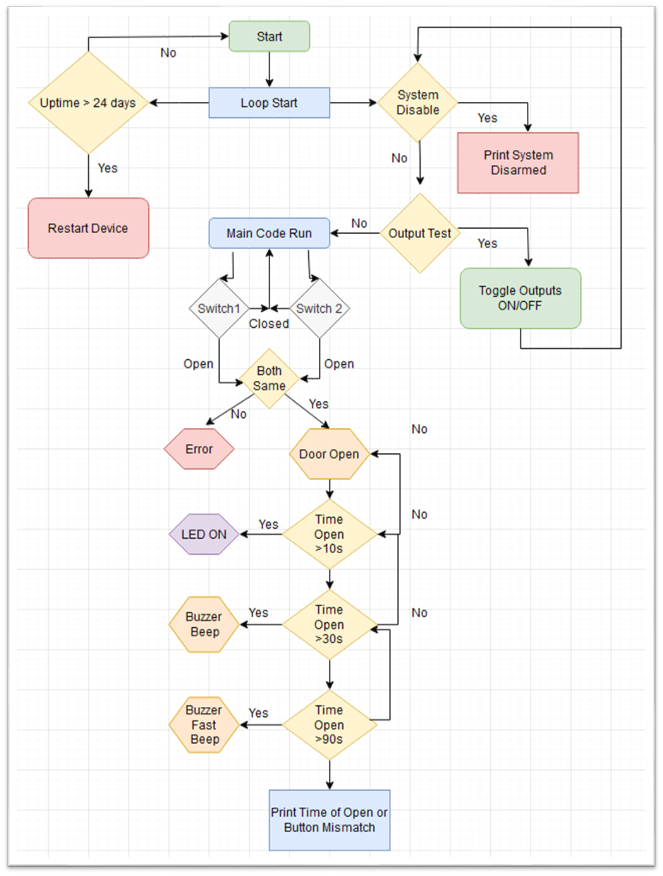 Start
No
Uptime > 24 days
Loop Start
System
Disable
Yes
Print System
Disarmed
Yes
No
Restart Device
Main Code Run
No
Output Test
Yes
Toggle Outputs
ON/OFF
Switch1
Switch 2
Closed
Open
Open
Both
Same
No
Yes
Error
Door Open
No
LED ON
Yes
Time
Open
>10s
No
Buzzer
Beep
Yes
Time
Open
>30s
No
Buzzer
Fast
Beep
Yes
Time
Open
>90s
Print Time of Open or
Button Mismatch